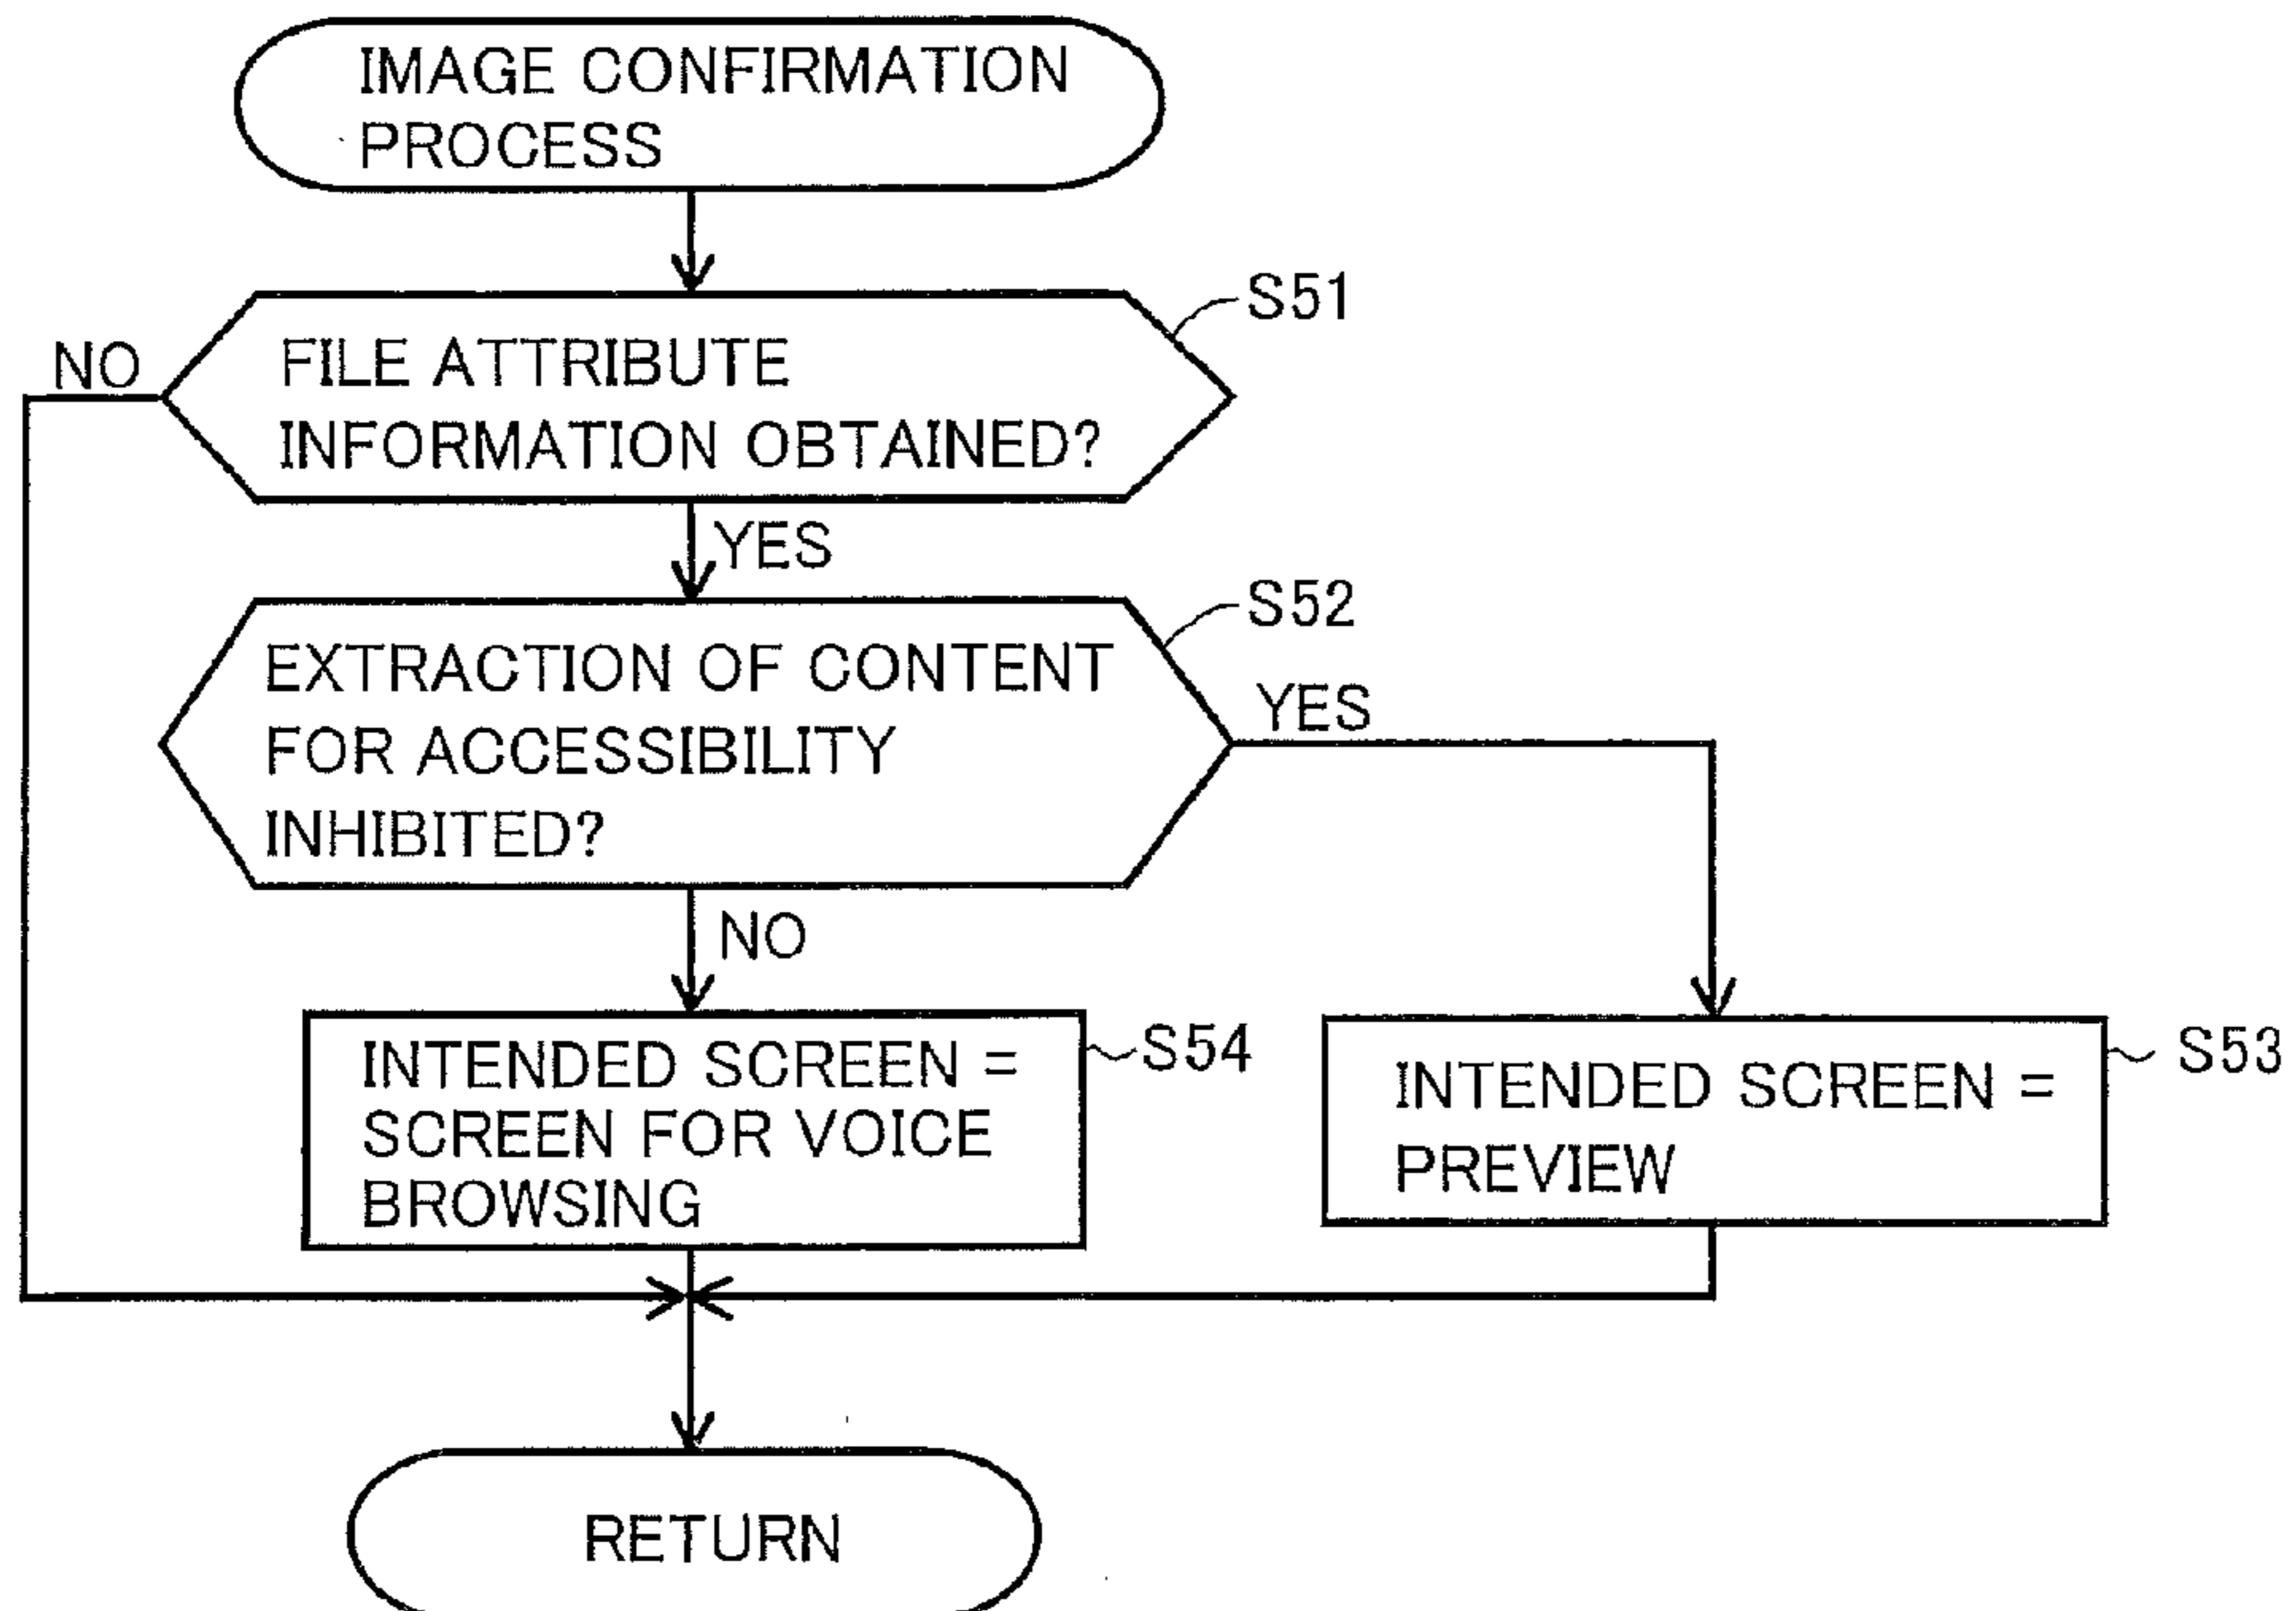 IMAGE CONFIRMATION
PROCESS
S51
NO
FILE ATTRIBUTE
INFORMATION OBTAINED?
YES
S52
EXTRACTION OF CONTENT
FOR ACCESSIBILITY
INHIBITED?
YES
NO
INTENDED SCREEN =
SCREEN FOR VOICE
BROWSING
S54
INTENDED SCREEN =
PREVIEW
S53
RETURN